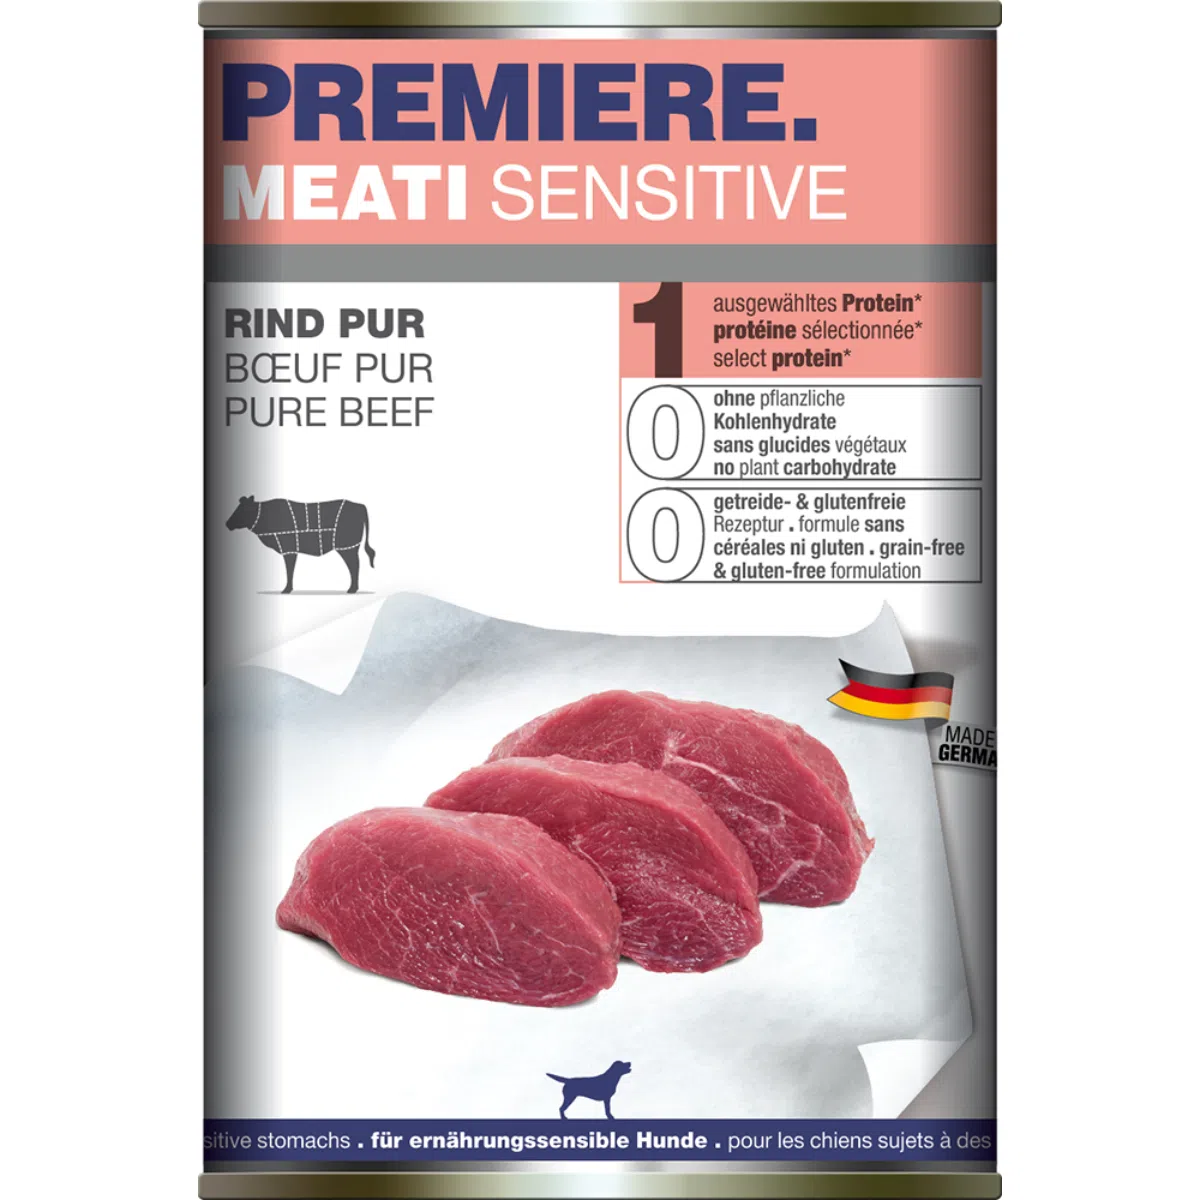 PREMIERE.
MEATI SENSITIVE
RIND PUR
BŒUF PUR
PURE BEEF
1
ausgewähltes Protein*
protéine sélectionnée*
select protein*
0
ohne pflanzliche
Kohlenhydrate
sans glucides végétaux
no plant carbohydrate
0
getreide- & glutenfreie
Rezeptur . formule sans
céréales ni gluten . grain-free
& gluten-free formulation
MADE
GERMA
sitive stomachs . für ernährungssensible Hunde . pour les chiens sujets à des